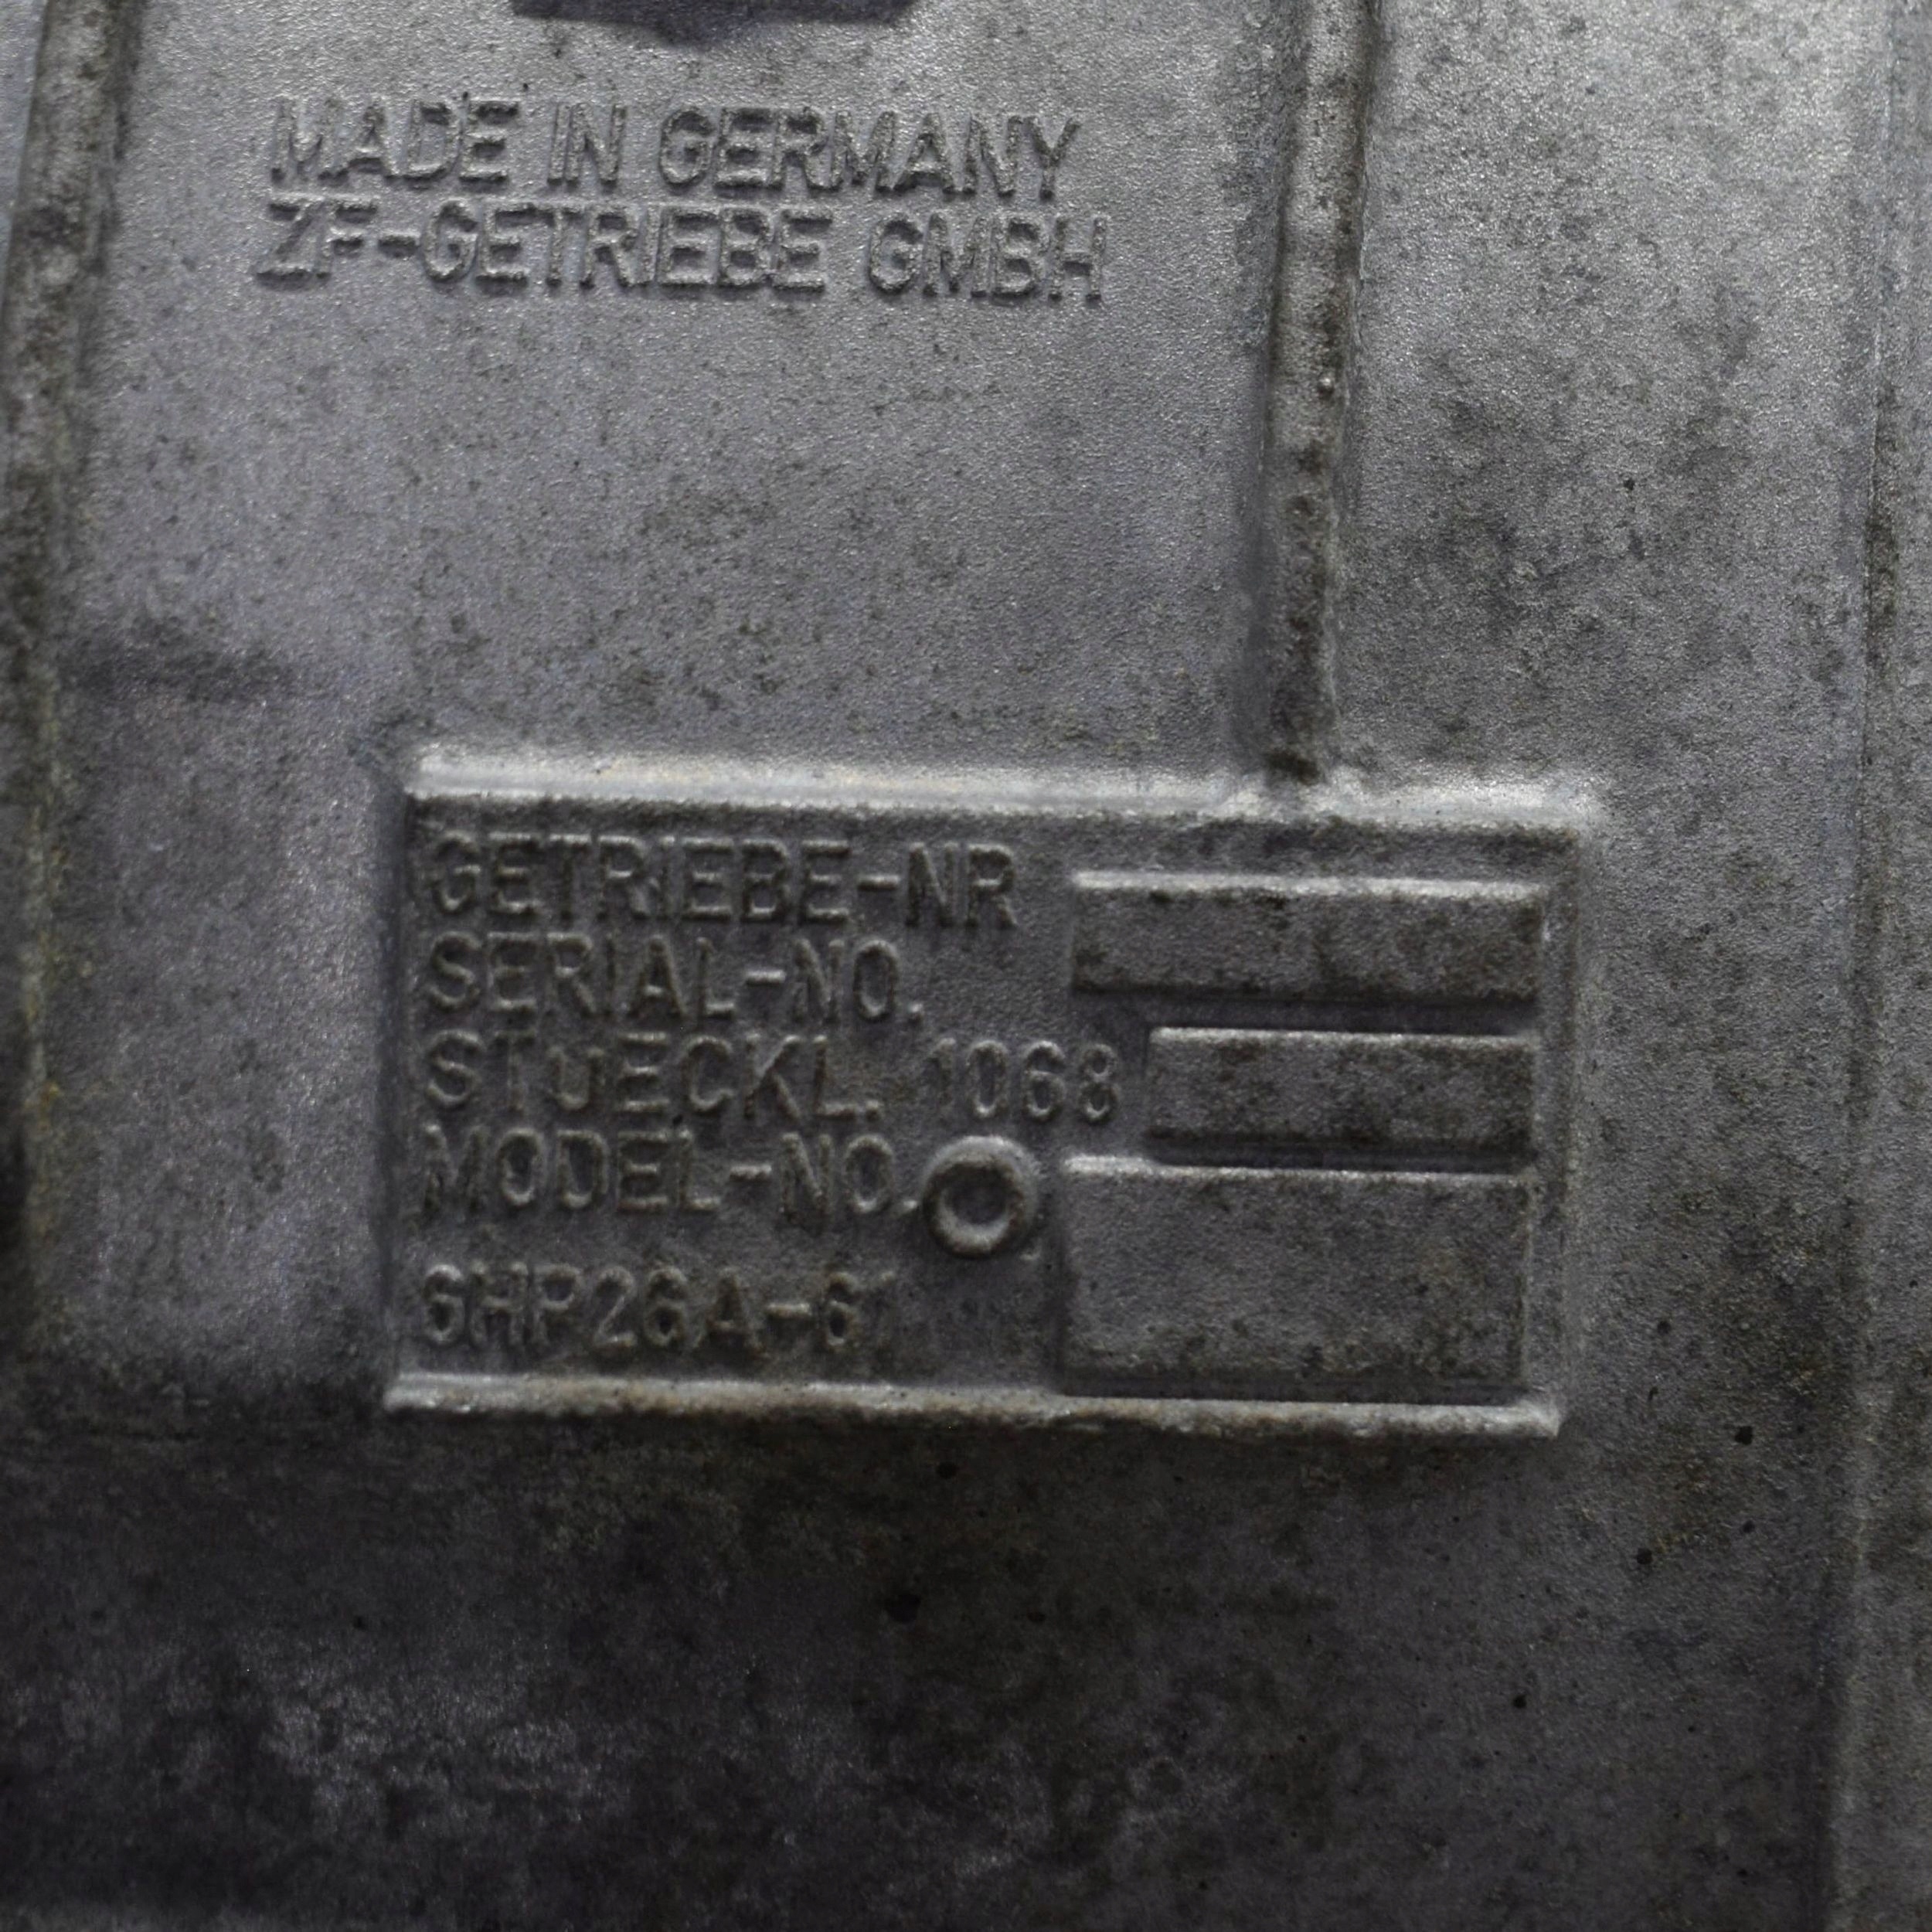 MADE IN GERMANY
ZF-GETRIEBE GMBH
GETRIEBE-NR
SERIAL-NO.
STUECKL. 1068
MODEL-NO.
6HP26A-61